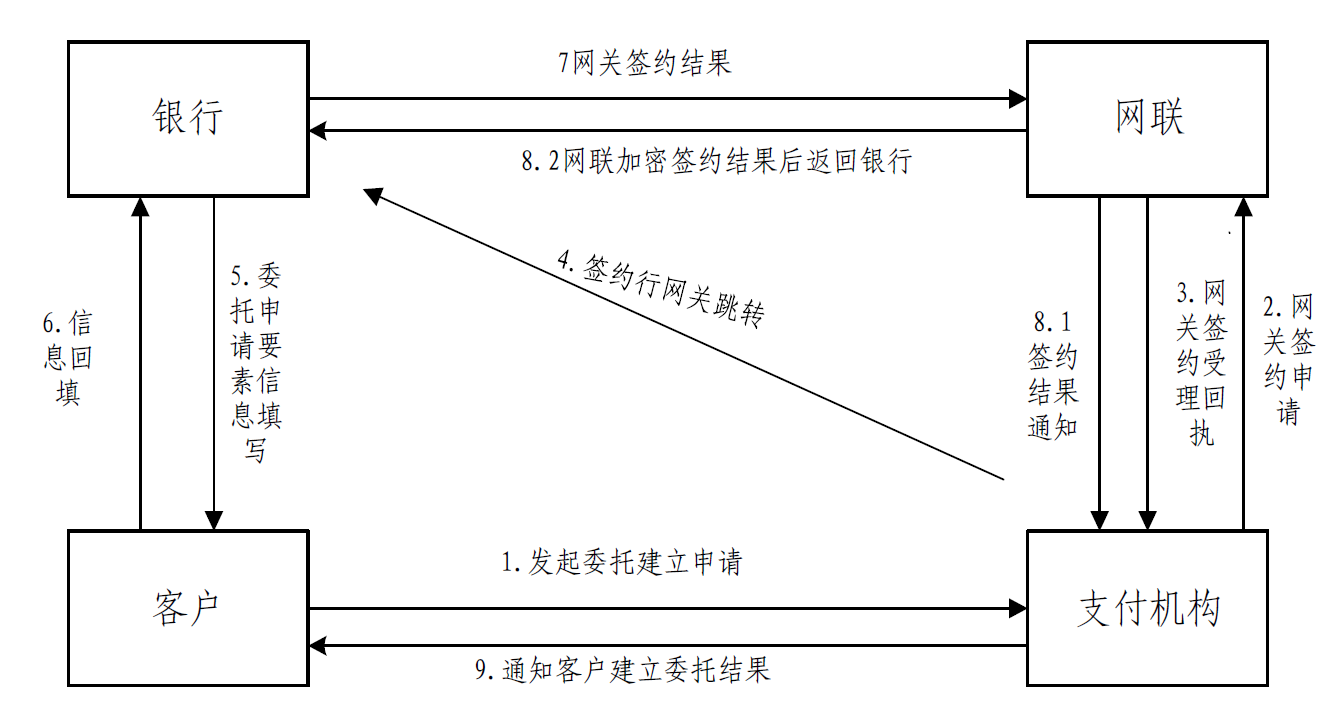 7网关签约结果
银行
网联
8.2网联加密签约结果后返回银行
4.签约行网关跳转
6.信
息回
填
5.委
托申
请要
素信
息填
写
8.1
签约
结果
通知
3.网
关签
约受
理回
执
2.网
关签
约申
请
1.发起委托建立申请
客户
支付机构
9.通知客户建立委托结果